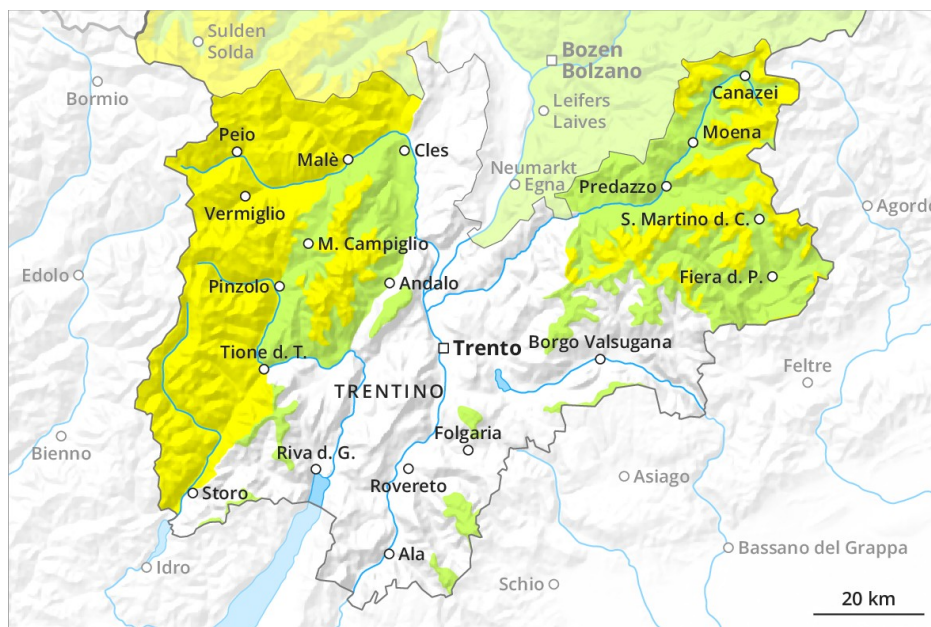 Sulden
Solda
Bozen
Bolzano
Bormio
Canazei
Leifers
Laives
Peio
Moena
Malè
Cles
Neumarkt
Egna
Predazzo
Vermiglio
Agordo
S. Martino d. C.
M. Campiglio
Edolo
Pinzolo
Andalo
Fiera d. P.
Trento
Borgo Valsugana
Tione d. T.
Feltre
TRENTINO
Folgaria
Bienno
Riva d. G.
Asiago
Rovereto
Storo
Bassano del Grappa
Ala
Idro
Schio
20 km